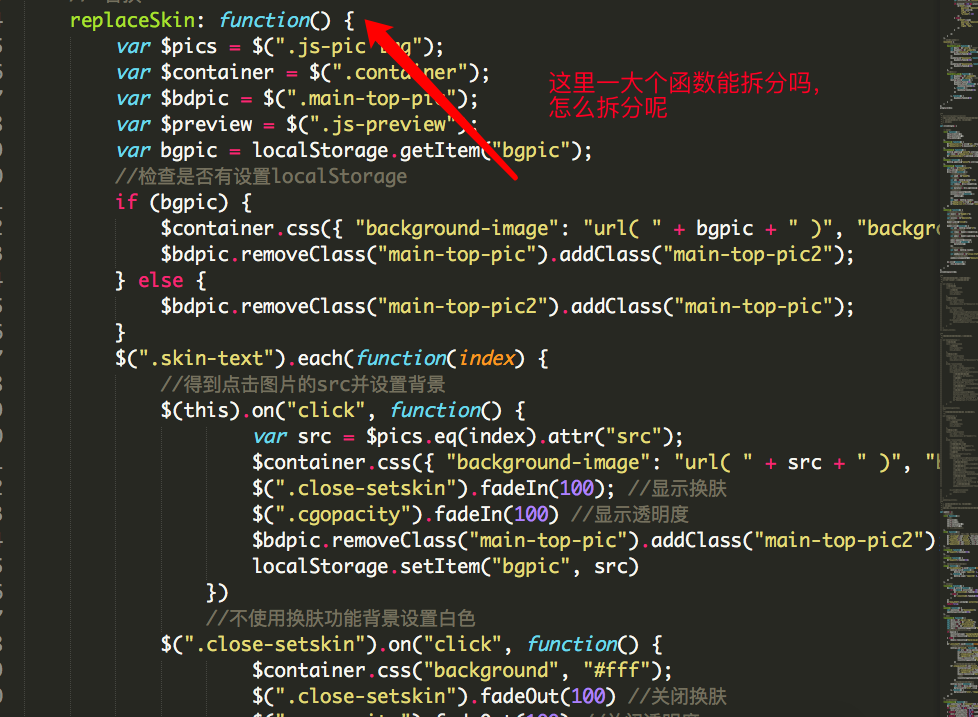 replaceSkin: function() {
var $pics = $(".js-pic img");
这里一大个函数能拆分吗,
怎么拆分呢
var $container = $(".container");
var $bdpic = $(".main-top-pic");
var $preview = $(".js-preview");
var bgpic = localStorage.getItem("bgpic");
//检查是否有设置localStorage
if (bgpic) {
$container.css({ "background-image": "url( " + bgpic + " )", "backgro
$bdpic.removeClass("main-top-pic").addClass("main-top-pic2");
} else {
$bdpic.removeClass("main-top-pic2").addClass("main-top-pic");
}
$(".skin-text").each(function(index) {
//得到点击图片的src并设置背景
$(this).on("click", function() {
var src = $pics.eq(index).attr("src");
$container.css({ "background-image": "url( " + src + " )", "b
$(".close-setskin").fadeIn(100); //显示换肤
$(".cgopacity").fadeIn(100) //显示透明度
$bdpic.removeClass("main-top-pic").addClass("main-top-pic2")
localStorage.setItem("bgpic", src)
})
//不使用换肤功能背景设置白色
$(".close-setskin").on("click", function() {
$container.css("background", "#fff");
$(".close-setskin").fadeOut(100) //关闭换肤